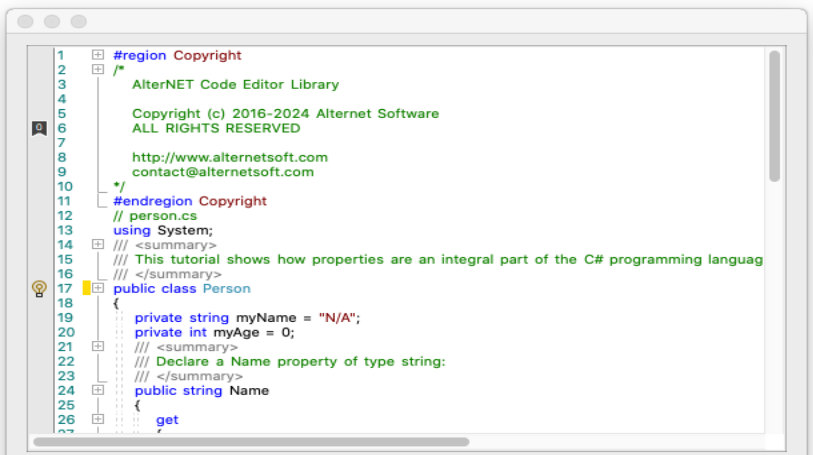 1 #region Copyright
2 /*
3 AlterNET Code Editor Library
4
5 Copyright (c) 2016-2024 Alternet Software
0 6 ALL RIGHTS RESERVED
7
8 http://www.alternetsoft.com
9 contact@alternetsoft.com
10 */
11 #endregion Copyright
12 // person.cs
13 using System;
14 /// <summary>
15 /// This tutorial shows how properties are an integral part of the C# programming languag
16 /// </summary>
17 public class Person
18 {
19 private string myName = "N/A";
20 private int myAge = 0;
21 /// <summary>
22 /// Declare a Name property of type string:
23 /// </summary>
24 public string Name
25 {
26 get